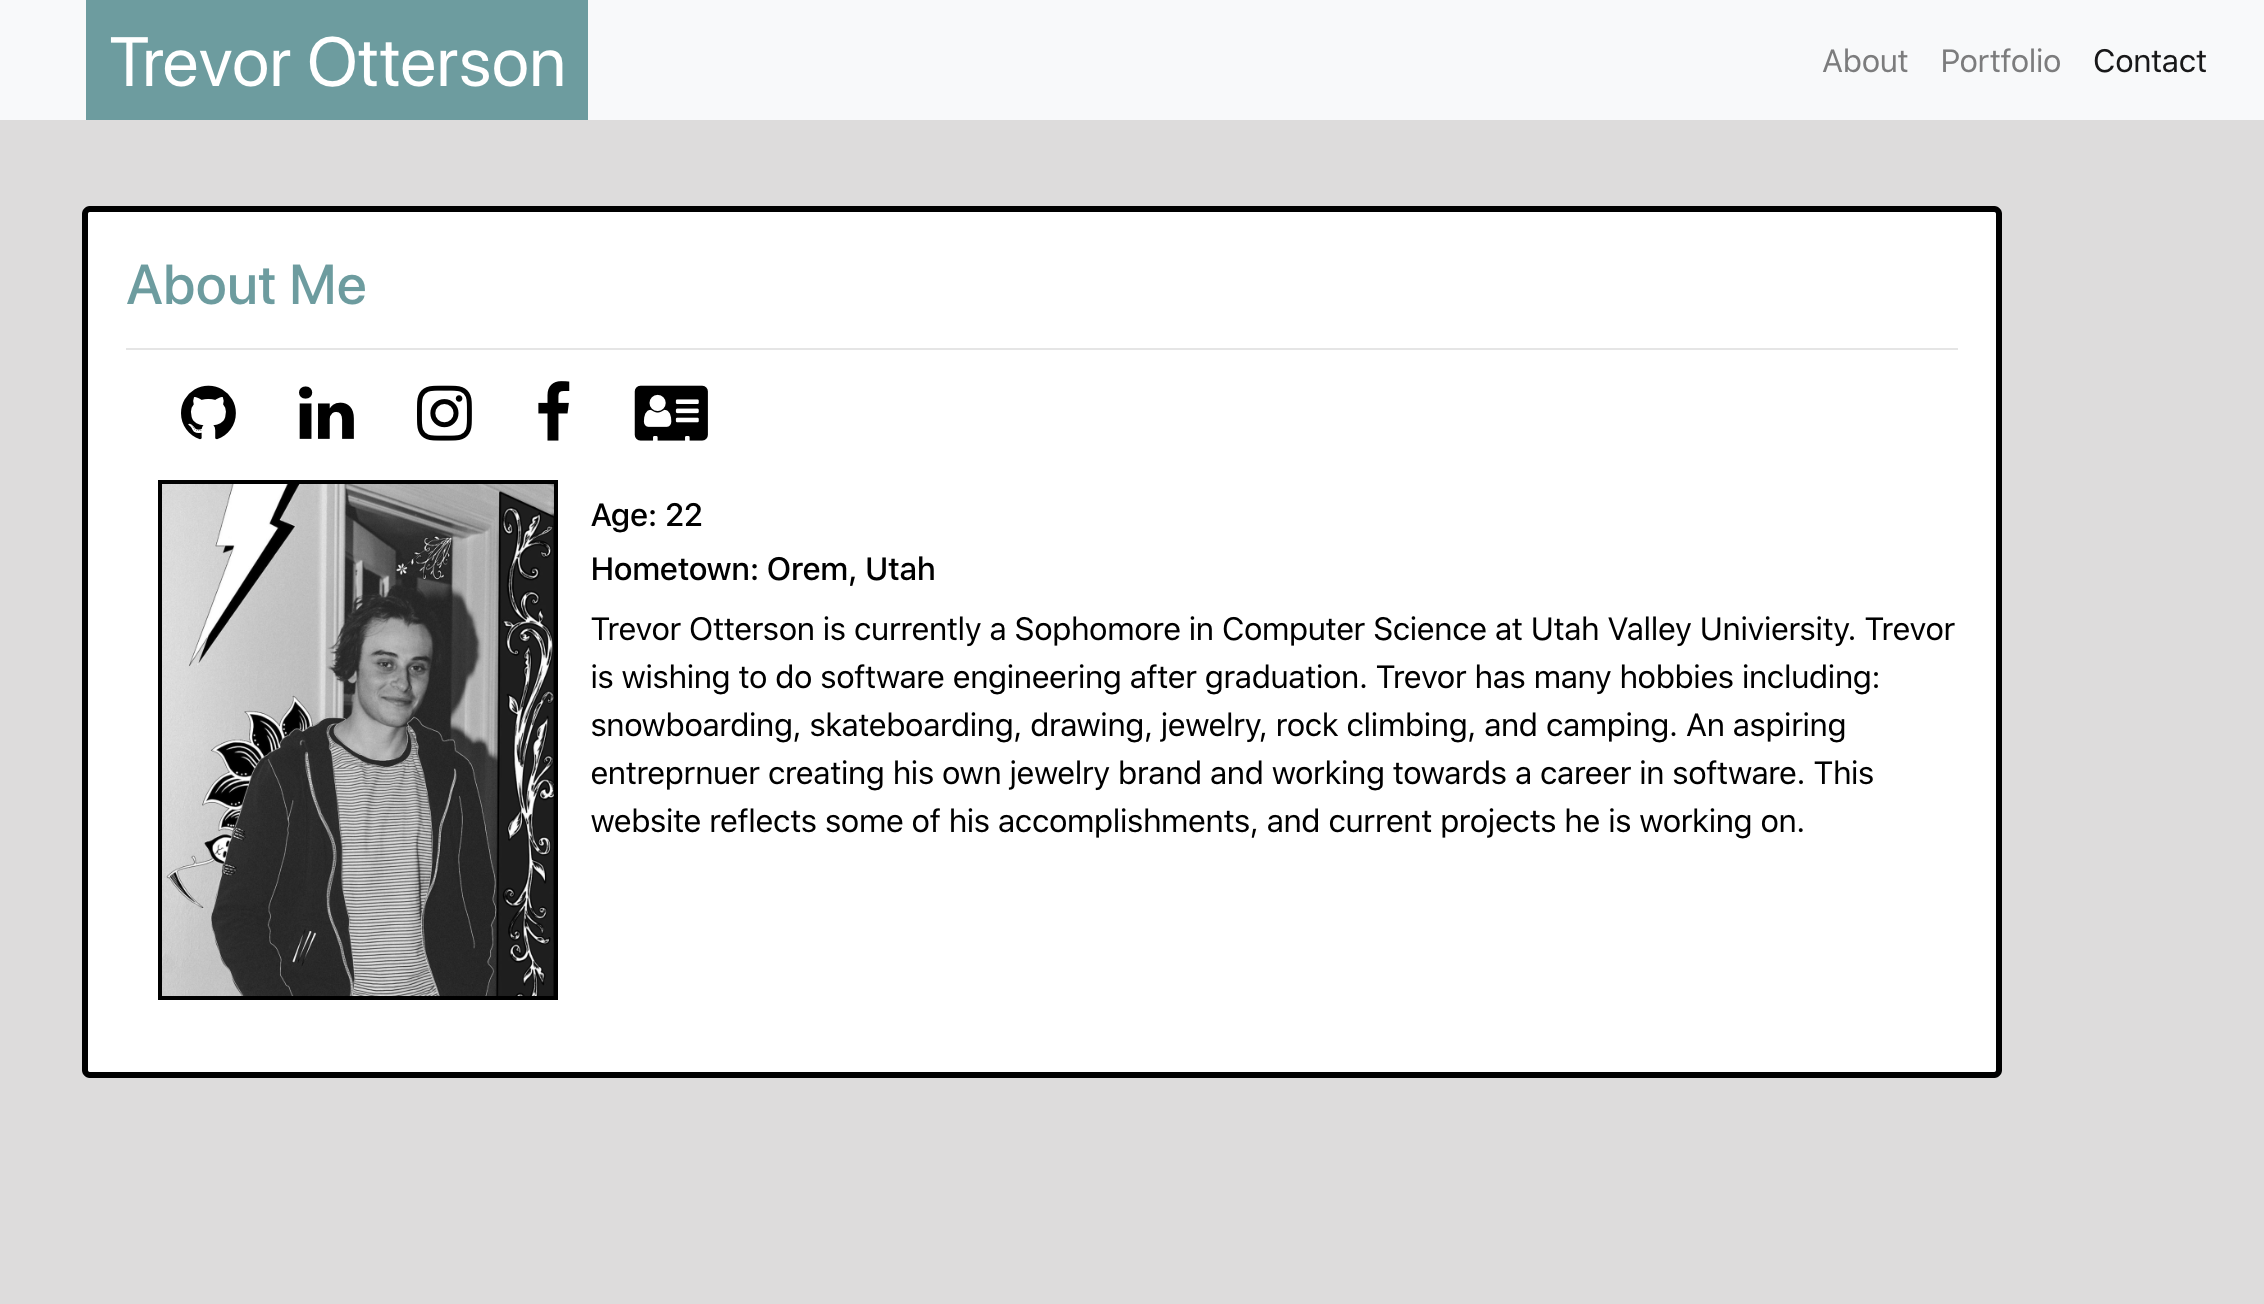 Trevor Otterson
About Portfolio Contact
About Me
in f
Age: 22
Hometown: Orem, Utah
Trevor Otterson is currently a Sophomore in Computer Science at Utah Valley Univiersity. Trevor
is wishing to do software engineering after graduation. Trevor has many hobbies including:
snowboarding, skateboarding, drawing, jewelry, rock climbing, and camping. An aspiring
entreprnuer creating his own jewelry brand and working towards a career in software. This
website reflects some of his accomplishments, and current projects he is working on.